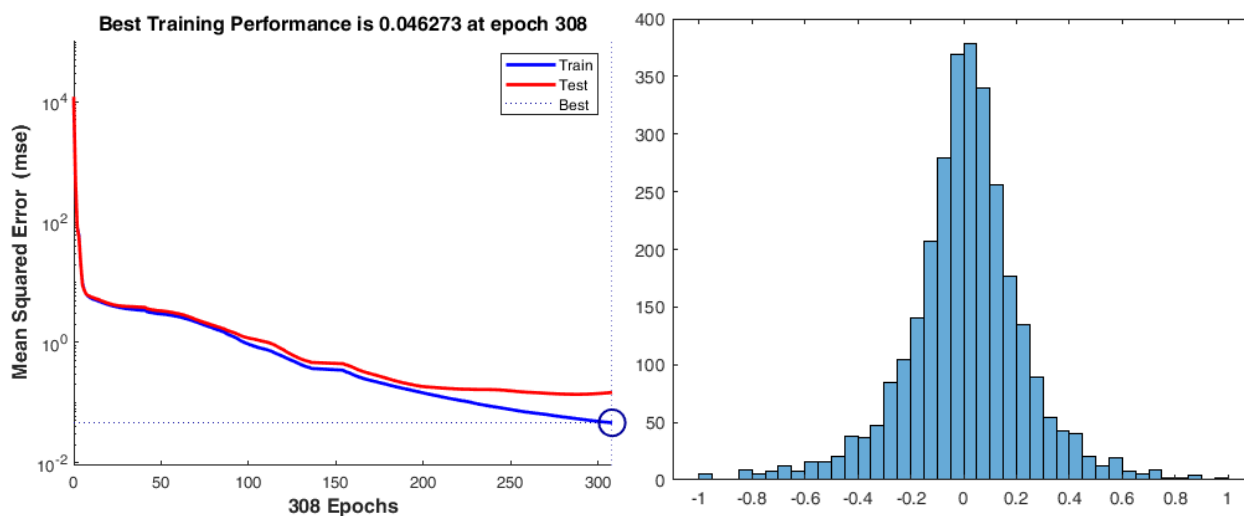 Best Training Performance is 0.046273 at epoch 308
Train
Test
Best
Mean Squared Error (mse)
10^4
10^2
10^0
10^-2
0 50 100 150 200 250 300
308 Epochs
400
350
300
250
200
150
100
50
0
-1 -0.8 -0.6 -0.4 -0.2 0 0.2 0.4 0.6 0.8 1